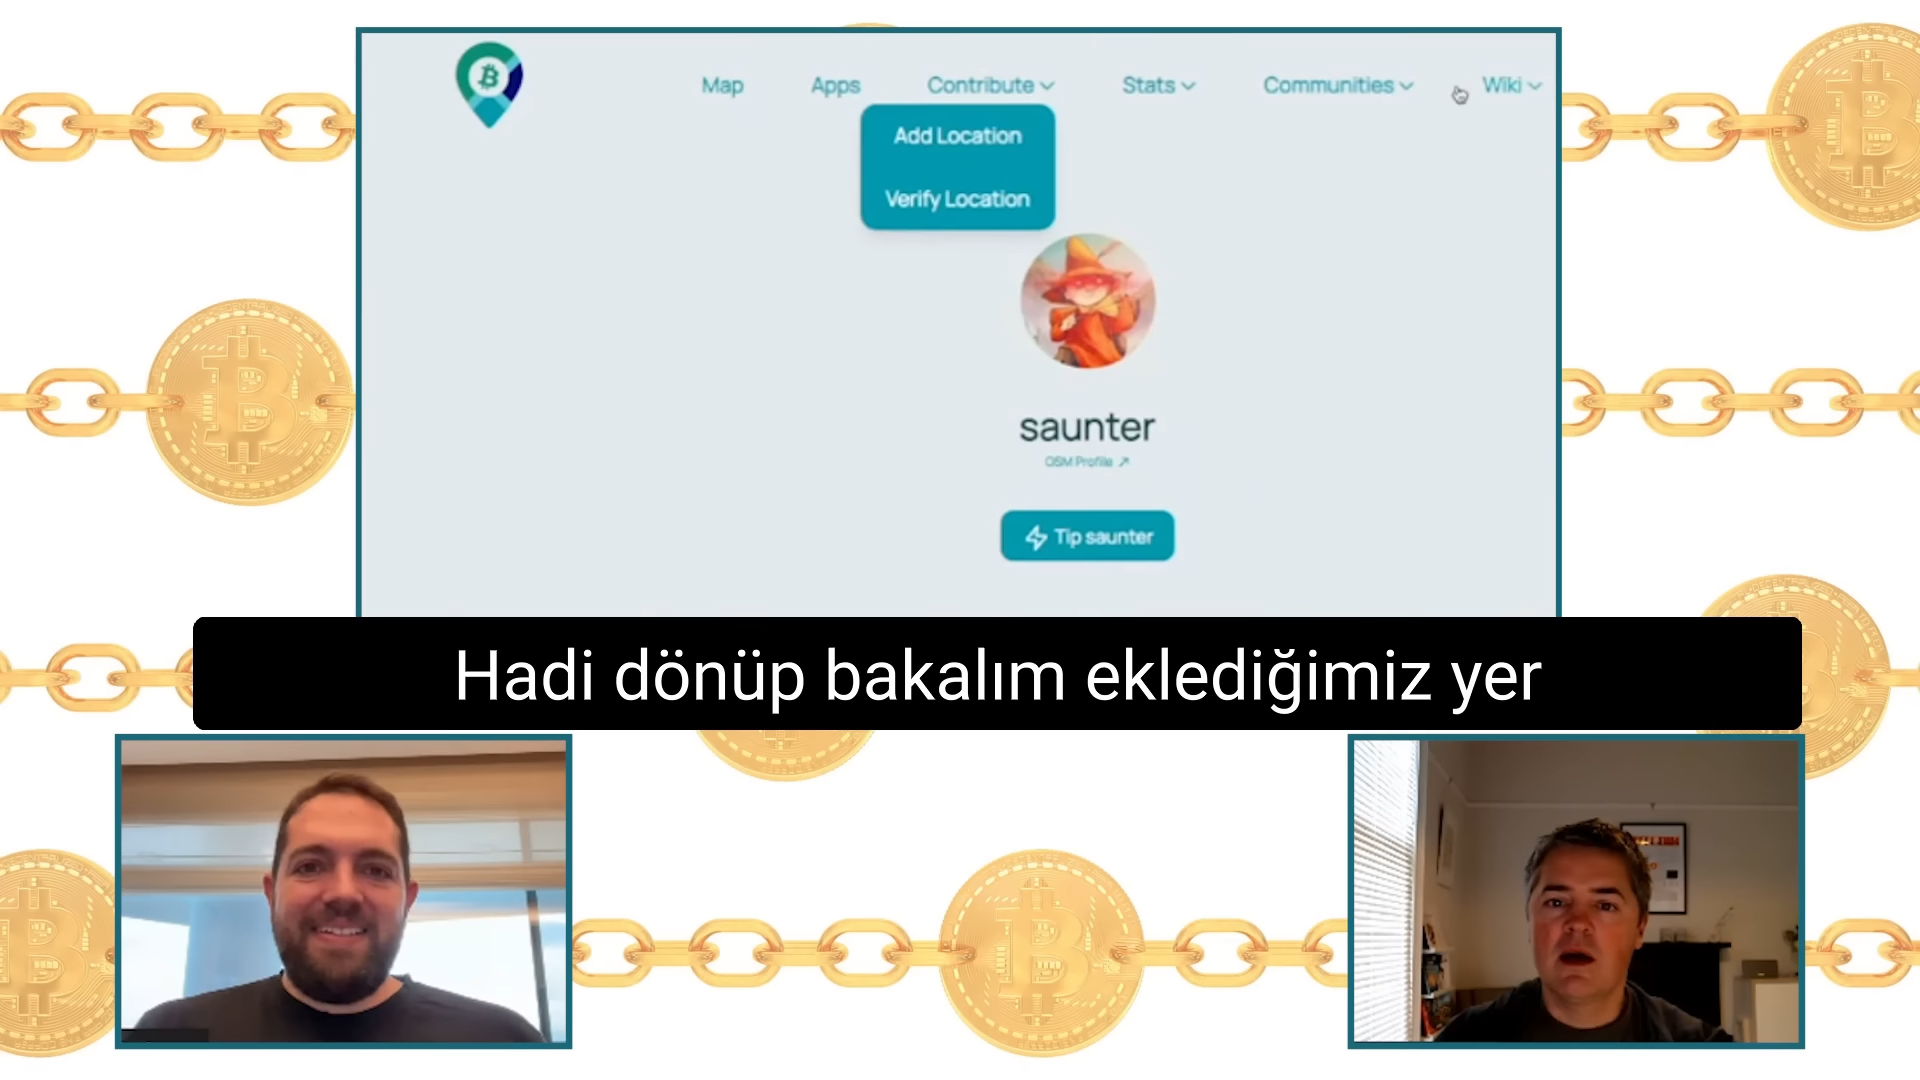 Map
Apps
Contribute
Stats
Communities
Wiki
Add Location
Verify Location
saunter
OSM Profile ↗
Tip saunter
Hadi dönüp bakalım eklediğimiz yer